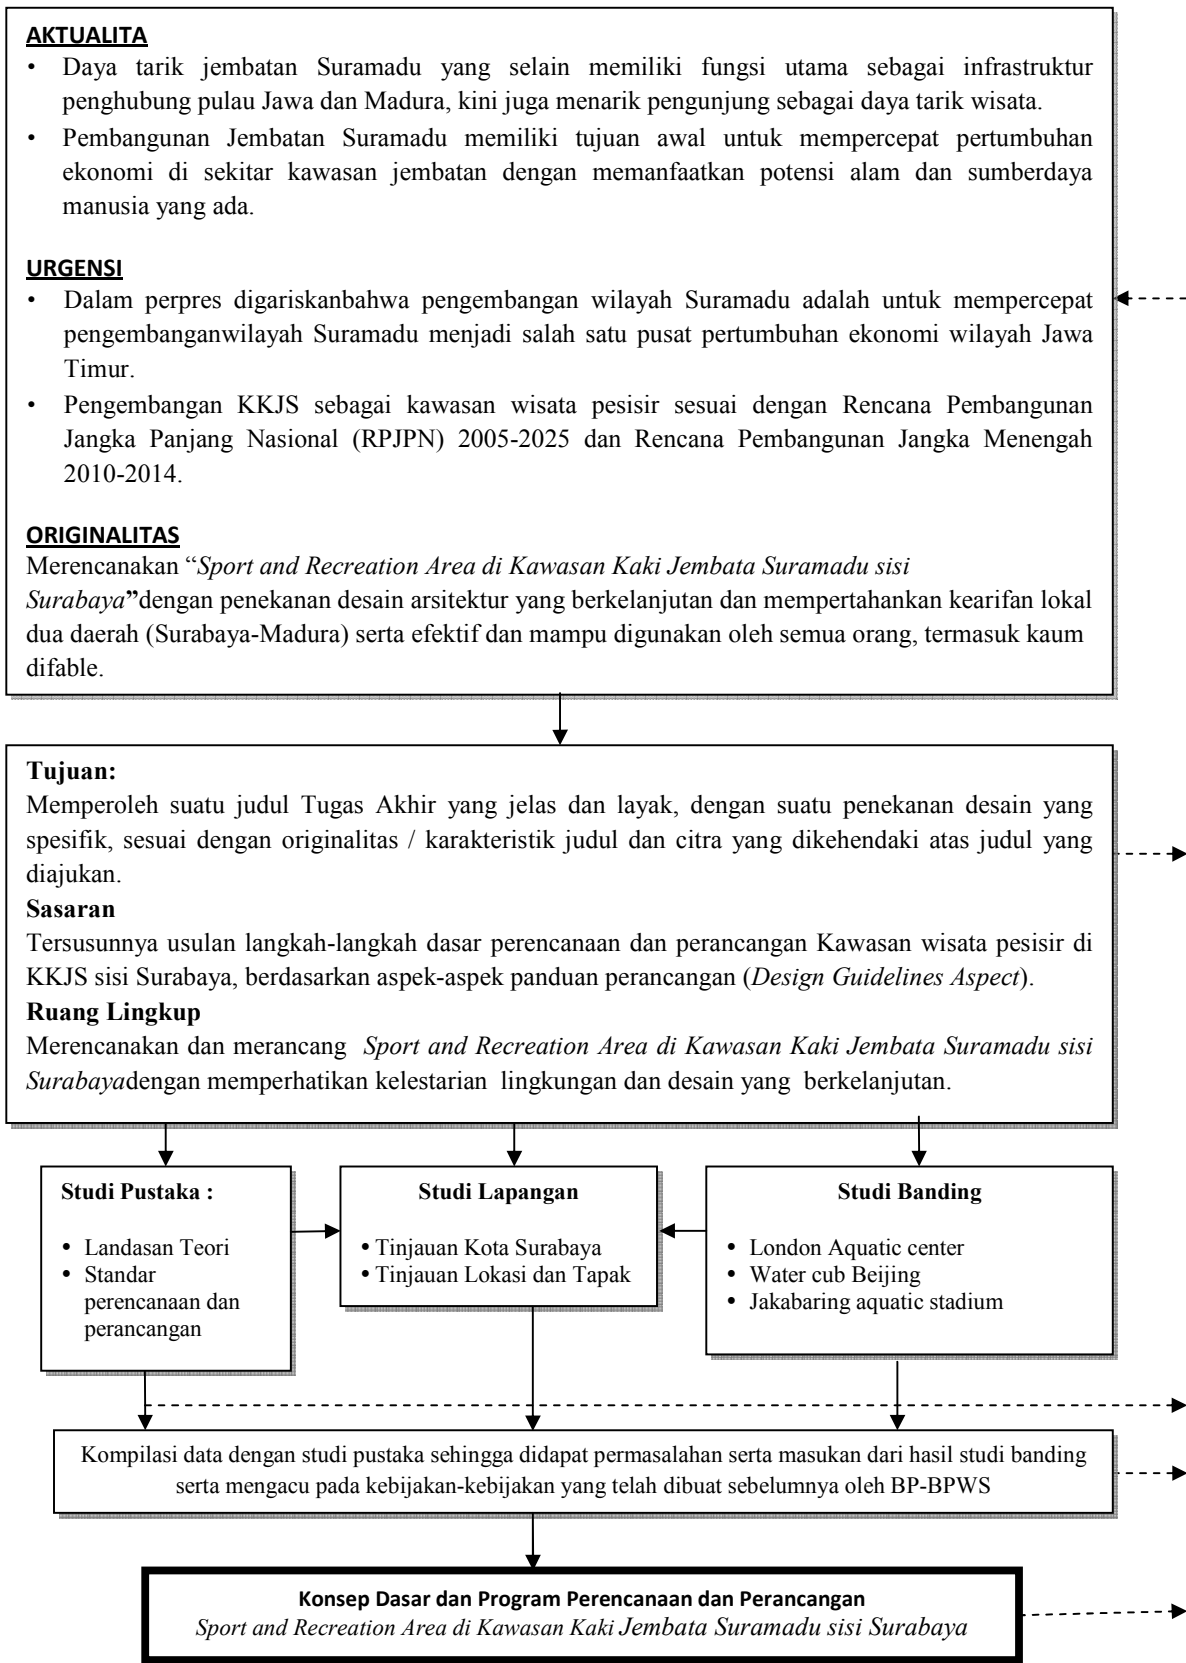 AKTUALITA
• Daya tarik jembatan Suramadu yang selain memiliki fungsi utama sebagai infrastruktur
penghubung pulau Jawa dan Madura, kini juga menarik pengunjung sebagai daya tarik wisata.
• Pembangunan Jembatan Suramadu memiliki tujuan awal untuk mempercepat pertumbuhan
ekonomi di sekitar kawasan jembatan dengan memanfaatkan potensi alam dan sumberdaya
manusia yang ada.
URGENSI
• Dalam perpres digariskanbahwa pengembangan wilayah Suramadu adalah untuk mempercepat
pengembanganwilayah Suramadu menjadi salah satu pusat pertumbuhan ekonomi wilayah Jawa
Timur.
• Pengembangan KKJS sebagai kawasan wisata pesisir sesuai dengan Rencana Pembangunan
Jangka Panjang Nasional (RPJPN) 2005-2025 dan Rencana Pembangunan Jangka Menengah
2010-2014.
ORIGINALITAS
Merencanakan “Sport and Recreation Area di Kawasan Kaki Jembata Suramadu sisi
Surabaya”dengan penekanan desain arsitektur yang berkelanjutan dan mempertahankan kearifan lokal
dua daerah (Surabaya-Madura) serta efektif dan mampu digunakan oleh semua orang, termasuk kaum
difable.
Tujuan:
Memperoleh suatu judul Tugas Akhir yang jelas dan layak, dengan suatu penekanan desain yang
spesifik, sesuai dengan originalitas / karakteristik judul dan citra yang dikehendaki atas judul yang
diajukan.
Sasaran
Tersusunnya usulan langkah-langkah dasar perencanaan dan perancangan Kawasan wisata pesisir di
KKJS sisi Surabaya, berdasarkan aspek-aspek panduan perancangan (Design Guidelines Aspect).
Ruang Lingkup
Merencanakan dan merancang Sport and Recreation Area di Kawasan Kaki Jembata Suramadu sisi
Surabayadengan memperhatikan kelestarian lingkungan dan desain yang berkelanjutan.
Studi Pustaka :
• Landasan Teori
• Standar
perencanaan dan
perancangan
Studi Lapangan
• Tinjauan Kota Surabaya
• Tinjauan Lokasi dan Tapak
Studi Banding
• London Aquatic center
• Water cub Beijing
• Jakabaring aquatic stadium
Kompilasi data dengan studi pustaka sehingga didapat permasalahan serta masukan dari hasil studi banding
serta mengacu pada kebijakan-kebijakan yang telah dibuat sebelumnya oleh BP-BPWS
Konsep Dasar dan Program Perencanaan dan Perancangan
Sport and Recreation Area di Kawasan Kaki Jembata Suramadu sisi Surabaya